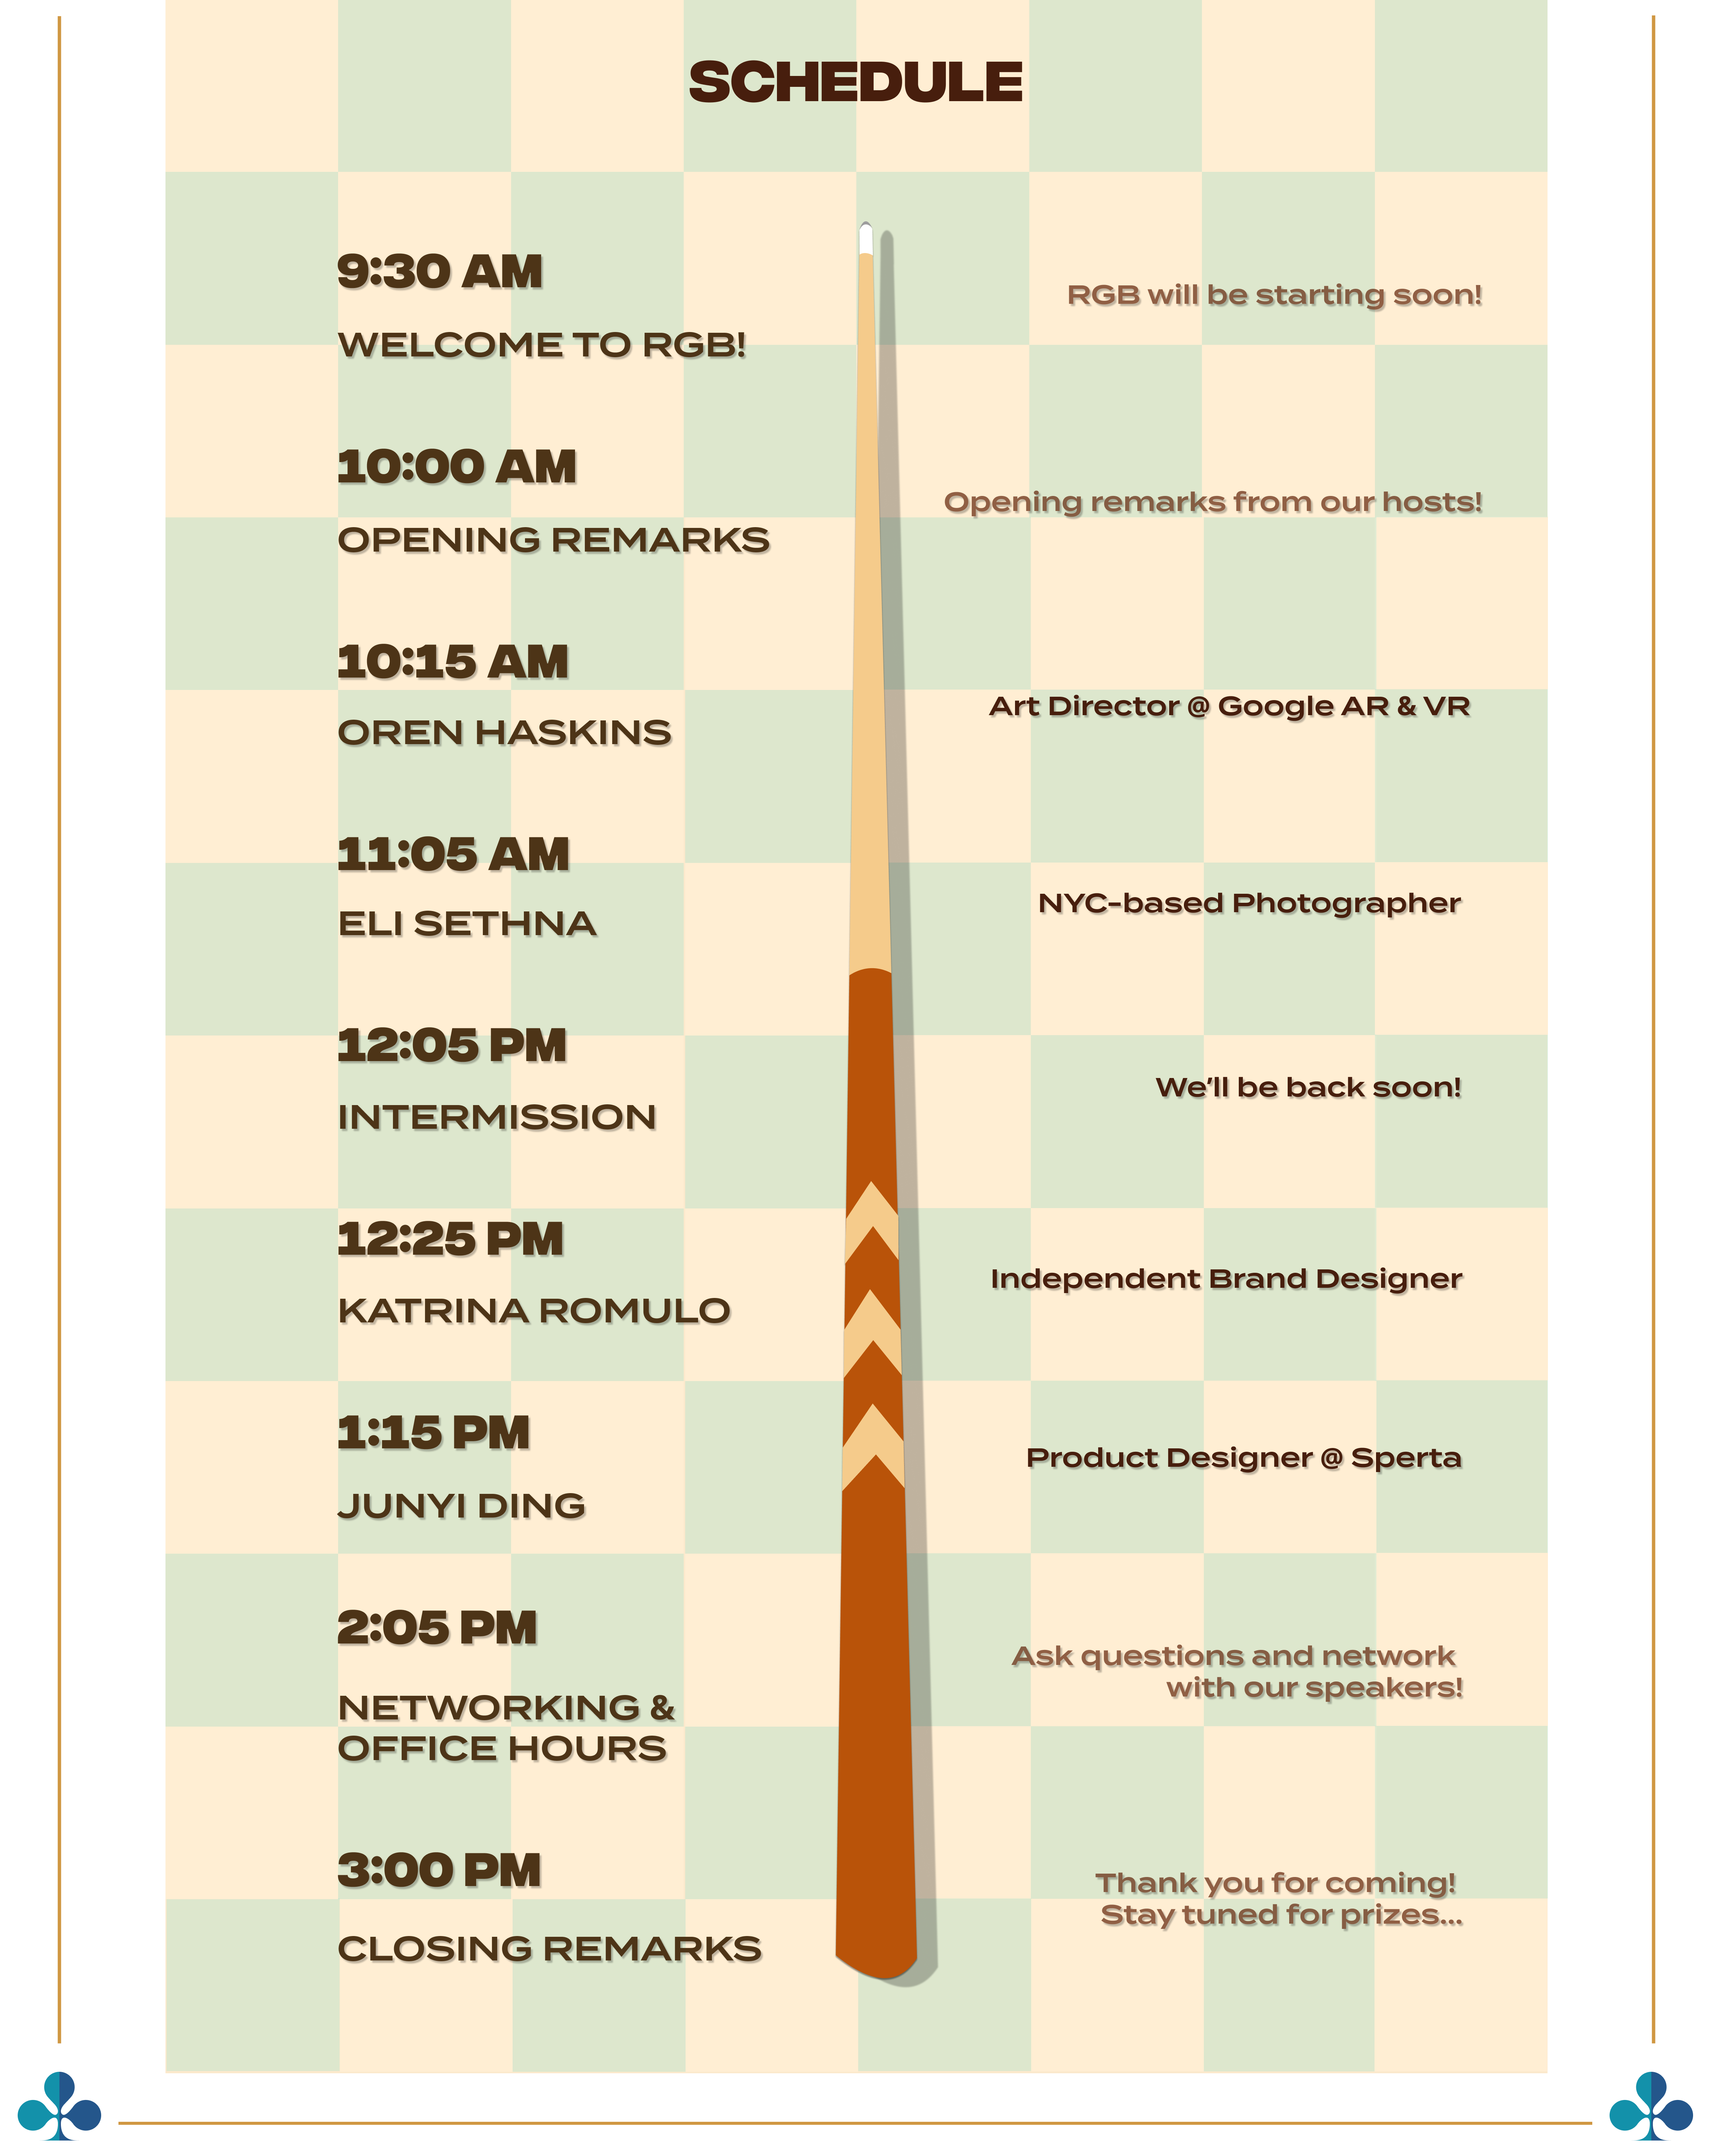 SCHEDULE
9:30 AM
RGB will be starting soon!
WELCOME TO RGB!
10:00 AM
Opening remarks from our hosts!
OPENING REMARKS
10:15 AM
Art Director @ Google AR & VR
OREN HASKINS
11:05 AM
NYC-based Photographer
ELI SETHNA
12:05 PM
We'll be back soon!
INTERMISSION
12:25 PM
Independent Brand Designer
KATRINA ROMULO
1:15 PM
Product Designer @ Sperta
JUNYI DING
2:05 PM
Ask questions and network
with our speakers!
NETWORKING &
OFFICE HOURS
3:00 PM
Thank you for coming!
Stay tuned for prizes...
CLOSING REMARKS